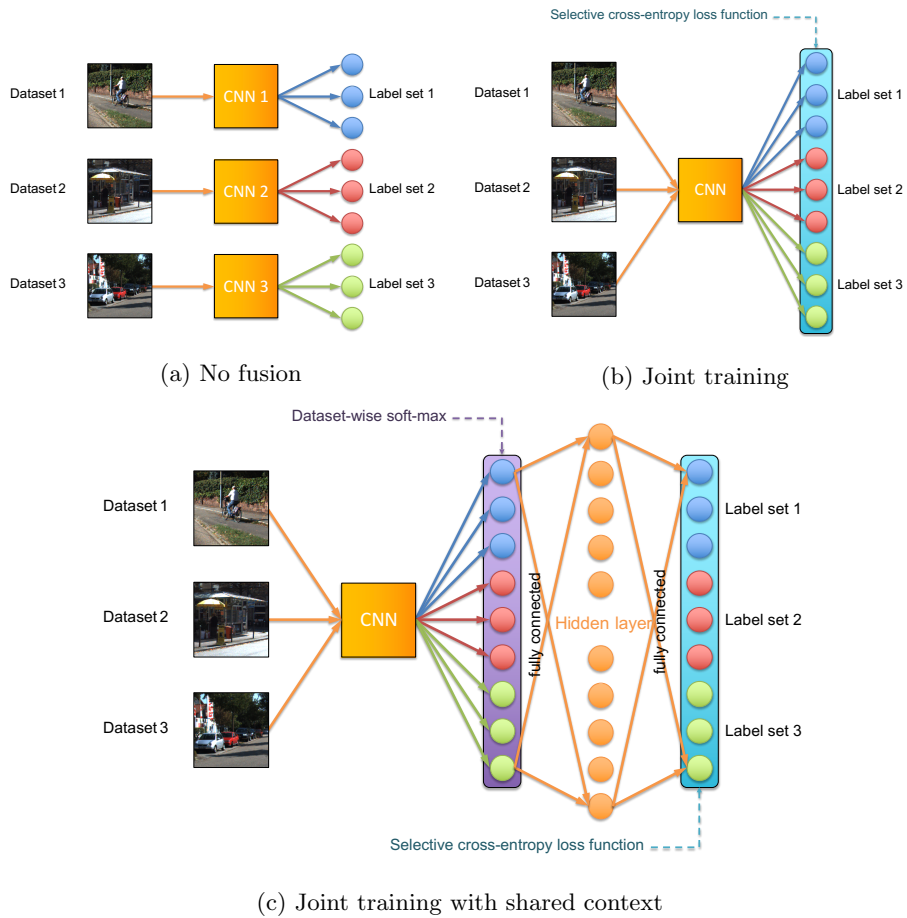 Dataset 1
CNN 1
Label set 1
Dataset 2
CNN 2
Label set 2
Dataset 3
CNN 3
Label set 3
(a) No fusion
Selective cross-entropy loss function
Dataset 1
Label set 1
Dataset 2
CNN
Label set 2
Dataset 3
Label set 3
(b) Joint training
Dataset-wise soft-max
Dataset 1
Label set 1
Dataset 2
CNN
fully connected
Hidden layer
fully connected
Label set 2
Dataset 3
Label set 3
Selective cross-entropy loss function
(c) Joint training with shared context